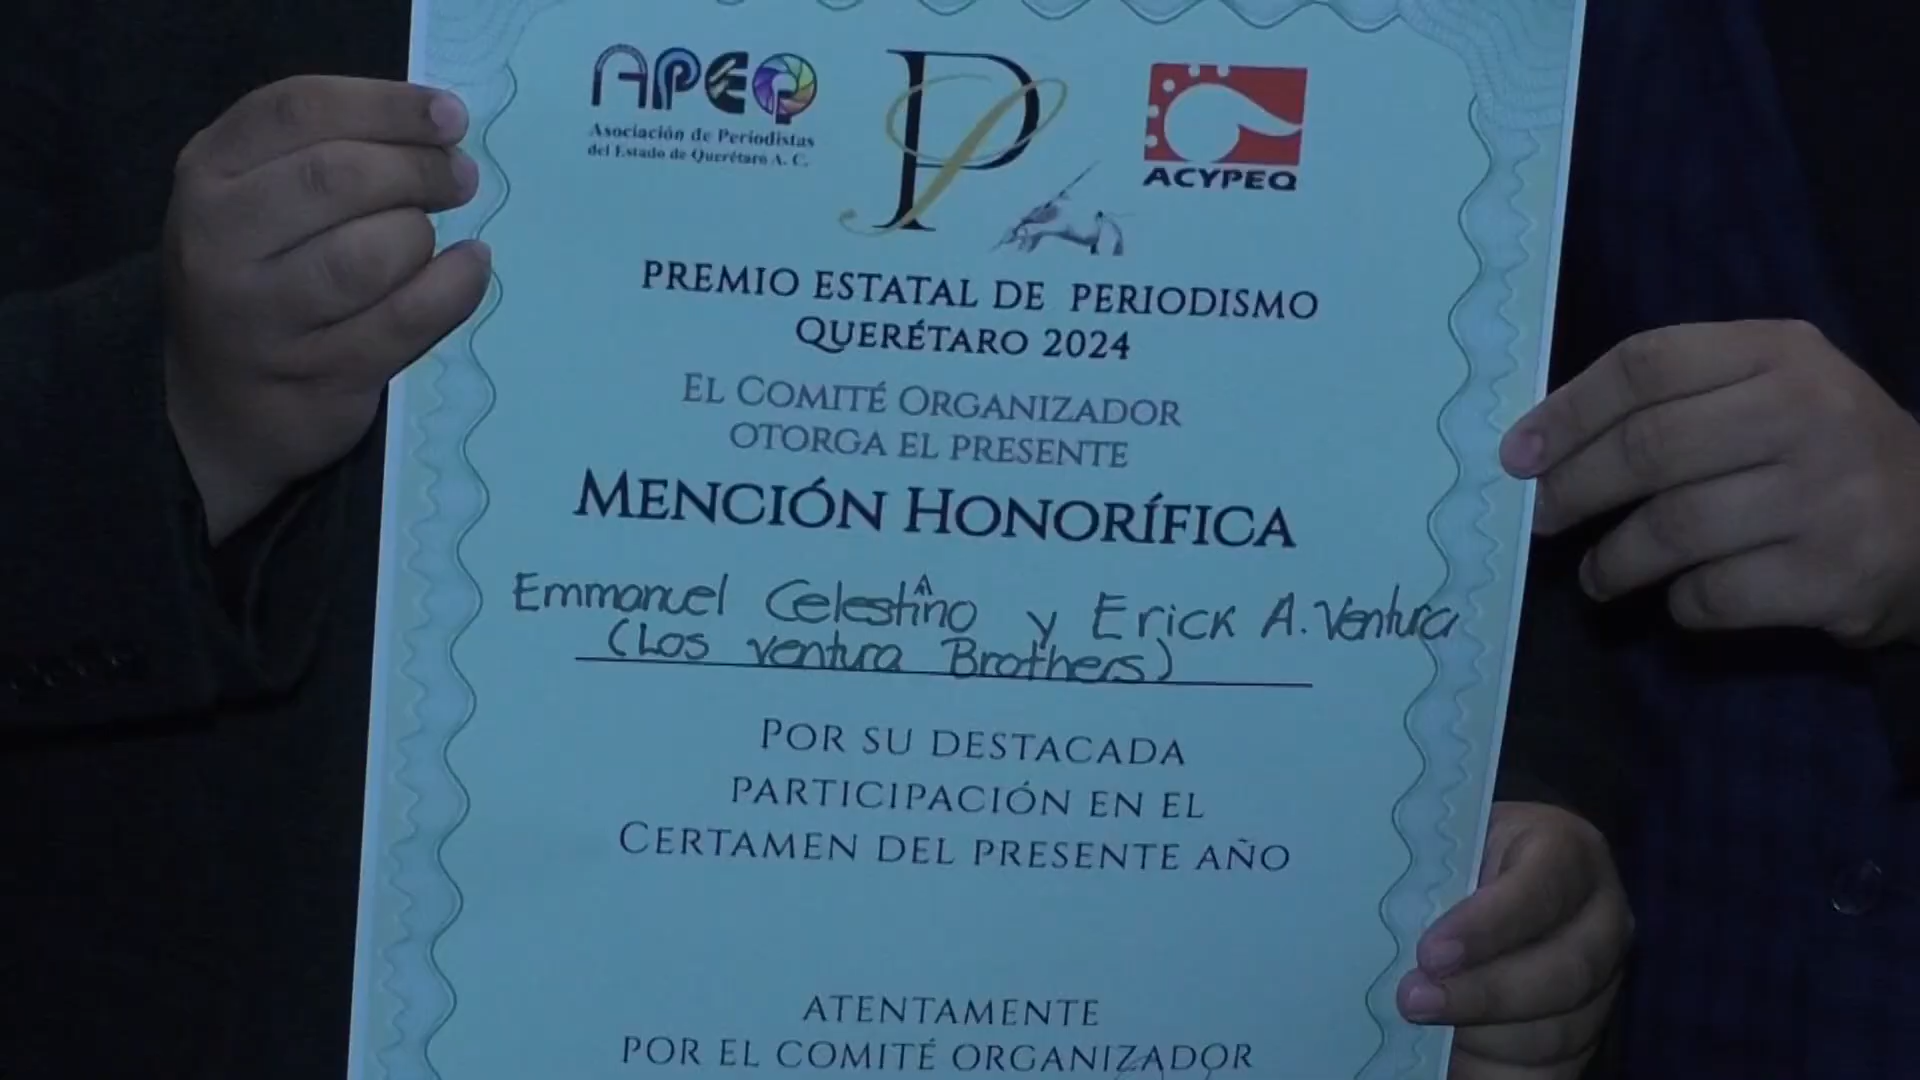 APEQ
Asociación de Periodistas
del Estado de Querétaro A. C.
P
ACYPEQ
PREMIO ESTATAL DE PERIODISMO
QUERÉTARO 2024
EL COMITÉ ORGANIZADOR
OTORGA EL PRESENTE
MENCIÓN HONORÍFICA
Emmanuel Celestino A. y Erick A. Ventura
(Los Ventura Brothers)
POR SU DESTACADA
PARTICIPACIÓN EN EL
CERTAMEN DEL PRESENTE AÑO
ATENTAMENTE
POR EL COMITÉ ORGANIZADOR